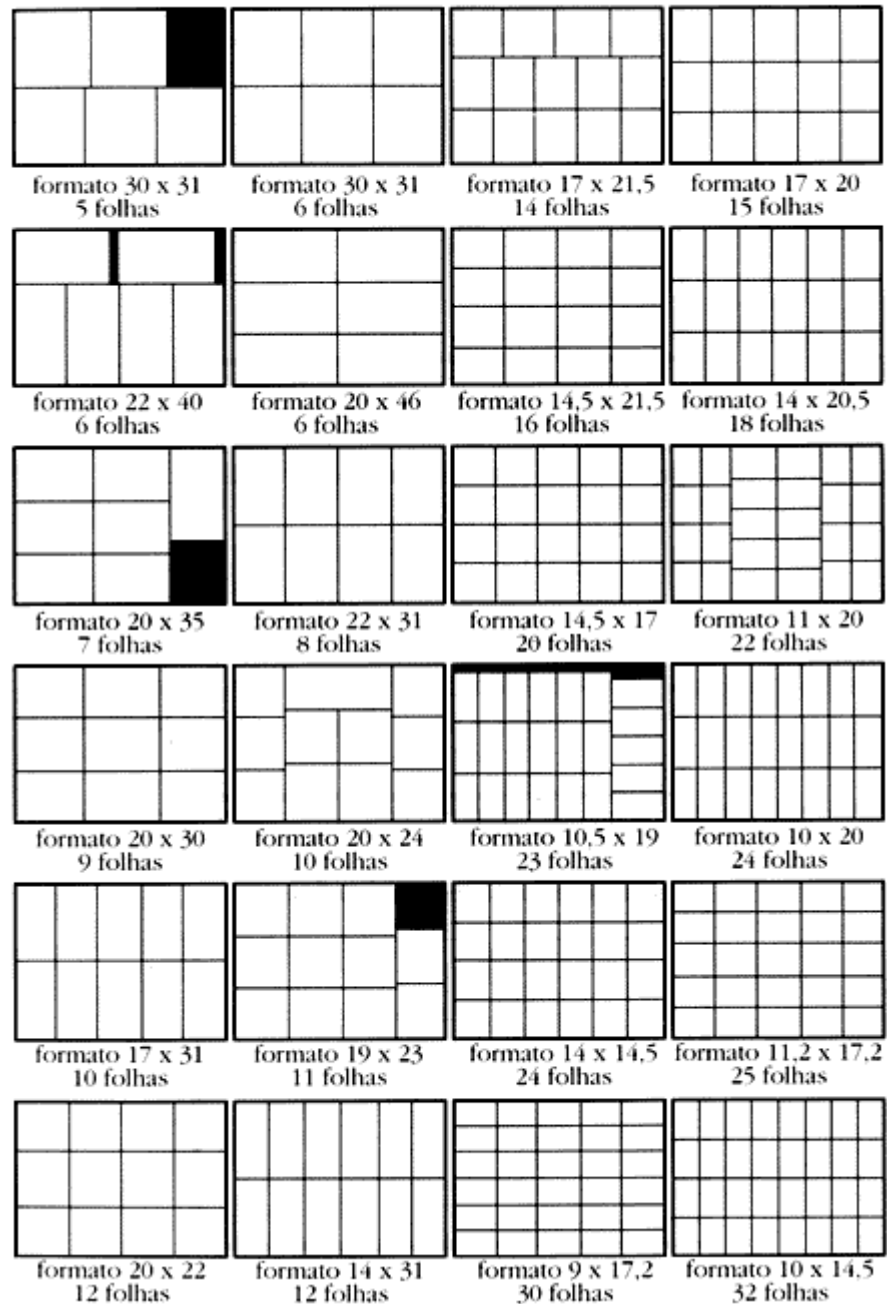 formato 30 x 31
5 folhas
formato 30 x 31
6 folhas
formato 17 x 21,5
14 folhas
formato 17 x 20
15 folhas
formato 22 x 40
6 folhas
formato 20 x 46
6 folhas
formato 14,5 x 21,5
16 folhas
formato 14 x 20,5
18 folhas
formato 20 x 35
7 folhas
formato 22 x 31
8 folhas
formato 14,5 x 17
20 folhas
formato 11 x 20
22 folhas
formato 20 x 30
9 folhas
formato 20 x 24
10 folhas
formato 10,5 x 19
23 folhas
formato 10 x 20
24 folhas
formato 17 x 31
10 folhas
formato 19 x 23
11 folhas
formato 14 x 14,5
24 folhas
formato 11,2 x 17,2
25 folhas
formato 20 x 22
12 folhas
formato 14 x 31
12 folhas
formato 9 x 17,2
30 folhas
formato 10 x 14,5
32 folhas